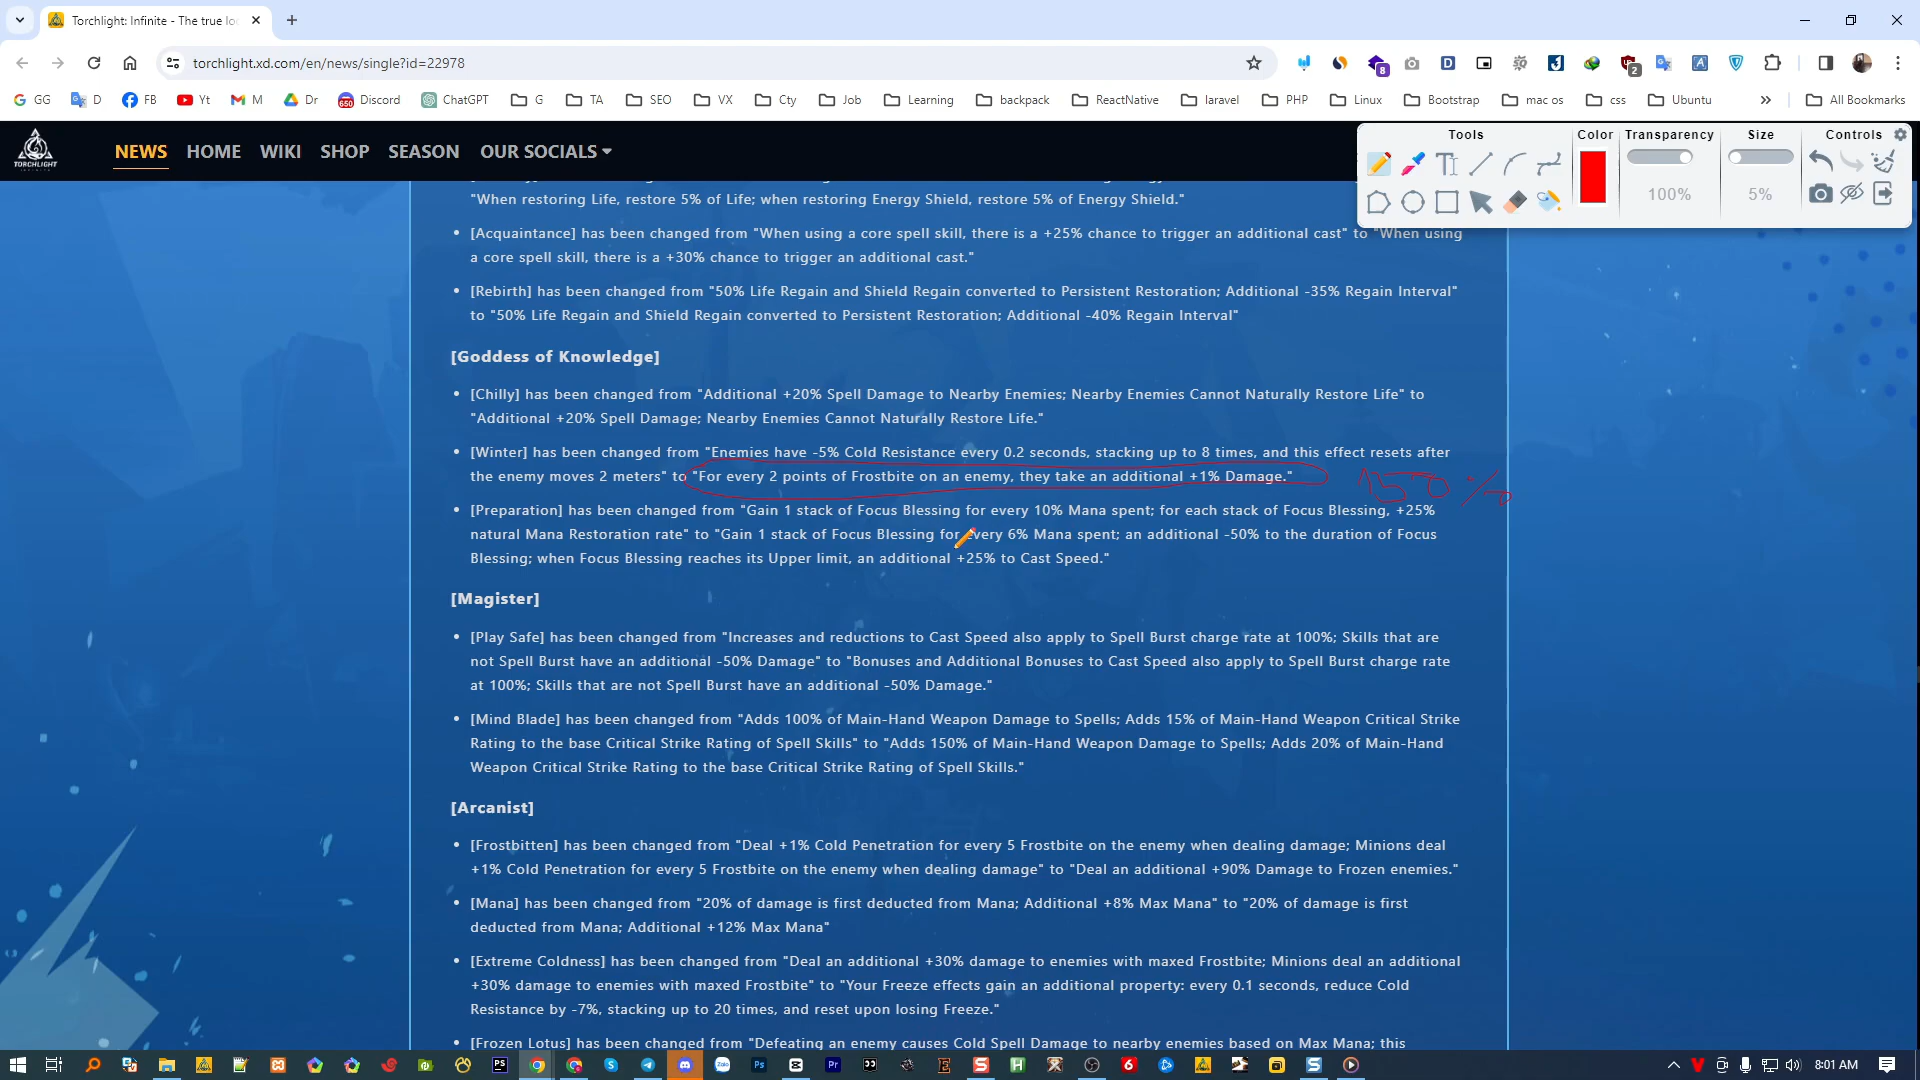 Torchlight: Infinite - The true lo
torchlight.xd.com/en/news/single?id=22978
8
2
GG
D
FB
Yt
M
Dr
650
Discord
ChatGPT
G
TA
SEO
VX
Cty
Job
Learning
backpack
ReactNative
laravel
PHP
Linux
Bootstrap
mac os
css
Ubuntu
All Bookmarks
TORCHLIGHT
INFINITE
NEWS
HOME
WIKI
SHOP
SEASON
OUR SOCIALS
Tools
Color
Transparency
Size
Controls
100%
5%
"When restoring Life, restore 5% of Life; when restoring Energy Shield, restore 5% of Energy Shield."
• [Acquaintance] has been changed from "When using a core spell skill, there is a +25% chance to trigger an additional cast" to "When using
a core spell skill, there is a +30% chance to trigger an additional cast."
• [Rebirth] has been changed from "50% Life Regain and Shield Regain converted to Persistent Restoration; Additional -35% Regain Interval"
to "50% Life Regain and Shield Regain converted to Persistent Restoration; Additional -40% Regain Interval"
[Goddess of Knowledge]
• [Chilly] has been changed from "Additional +20% Spell Damage to Nearby Enemies; Nearby Enemies Cannot Naturally Restore Life" to
"Additional +20% Spell Damage; Nearby Enemies Cannot Naturally Restore Life."
• [Winter] has been changed from "Enemies have -5% Cold Resistance every 0.2 seconds, stacking up to 8 times, and this effect resets after
the enemy moves 2 meters" to "For every 2 points of Frostbite on an enemy, they take an additional +1% Damage."
150%
• [Preparation] has been changed from "Gain 1 stack of Focus Blessing for every 10% Mana spent; for each stack of Focus Blessing, +25%
natural Mana Restoration rate" to "Gain 1 stack of Focus Blessing for every 6% Mana spent; an additional -50% to the duration of Focus
Blessing; when Focus Blessing reaches its Upper limit, an additional +25% to Cast Speed."
[Magister]
• [Play Safe] has been changed from "Increases and reductions to Cast Speed also apply to Spell Burst charge rate at 100%; Skills that are
not Spell Burst have an additional -50% Damage" to "Bonuses and Additional Bonuses to Cast Speed also apply to Spell Burst charge rate
at 100%; Skills that are not Spell Burst have an additional -50% Damage."
• [Mind Blade] has been changed from "Adds 100% of Main-Hand Weapon Damage to Spells; Adds 15% of Main-Hand Weapon Critical Strike
Rating to the base Critical Strike Rating of Spell Skills" to "Adds 150% of Main-Hand Weapon Damage to Spells; Adds 20% of Main-Hand
Weapon Critical Strike Rating to the base Critical Strike Rating of Spell Skills."
[Arcanist]
• [Frostbitten] has been changed from "Deal +1% Cold Penetration for every 5 Frostbite on the enemy when dealing damage; Minions deal
+1% Cold Penetration for every 5 Frostbite on the enemy when dealing damage" to "Deal an additional +90% Damage to Frozen enemies."
• [Mana] has been changed from "20% of damage is first deducted from Mana; Additional +8% Max Mana" to "20% of damage is first
deducted from Mana; Additional +12% Max Mana"
• [Extreme Coldness] has been changed from "Deal an additional +30% damage to enemies with maxed Frostbite; Minions deal an additional
+30% damage to enemies with maxed Frostbite" to "Your Freeze effects gain an additional property: every 0.1 seconds, reduce Cold
Resistance by -7%, stacking up to 20 times, and reset upon losing Freeze."
• [Frozen Lotus] has been changed from "Defeating an enemy causes Cold Spell Damage to nearby enemies based on Max Mana; this
8:01 AM